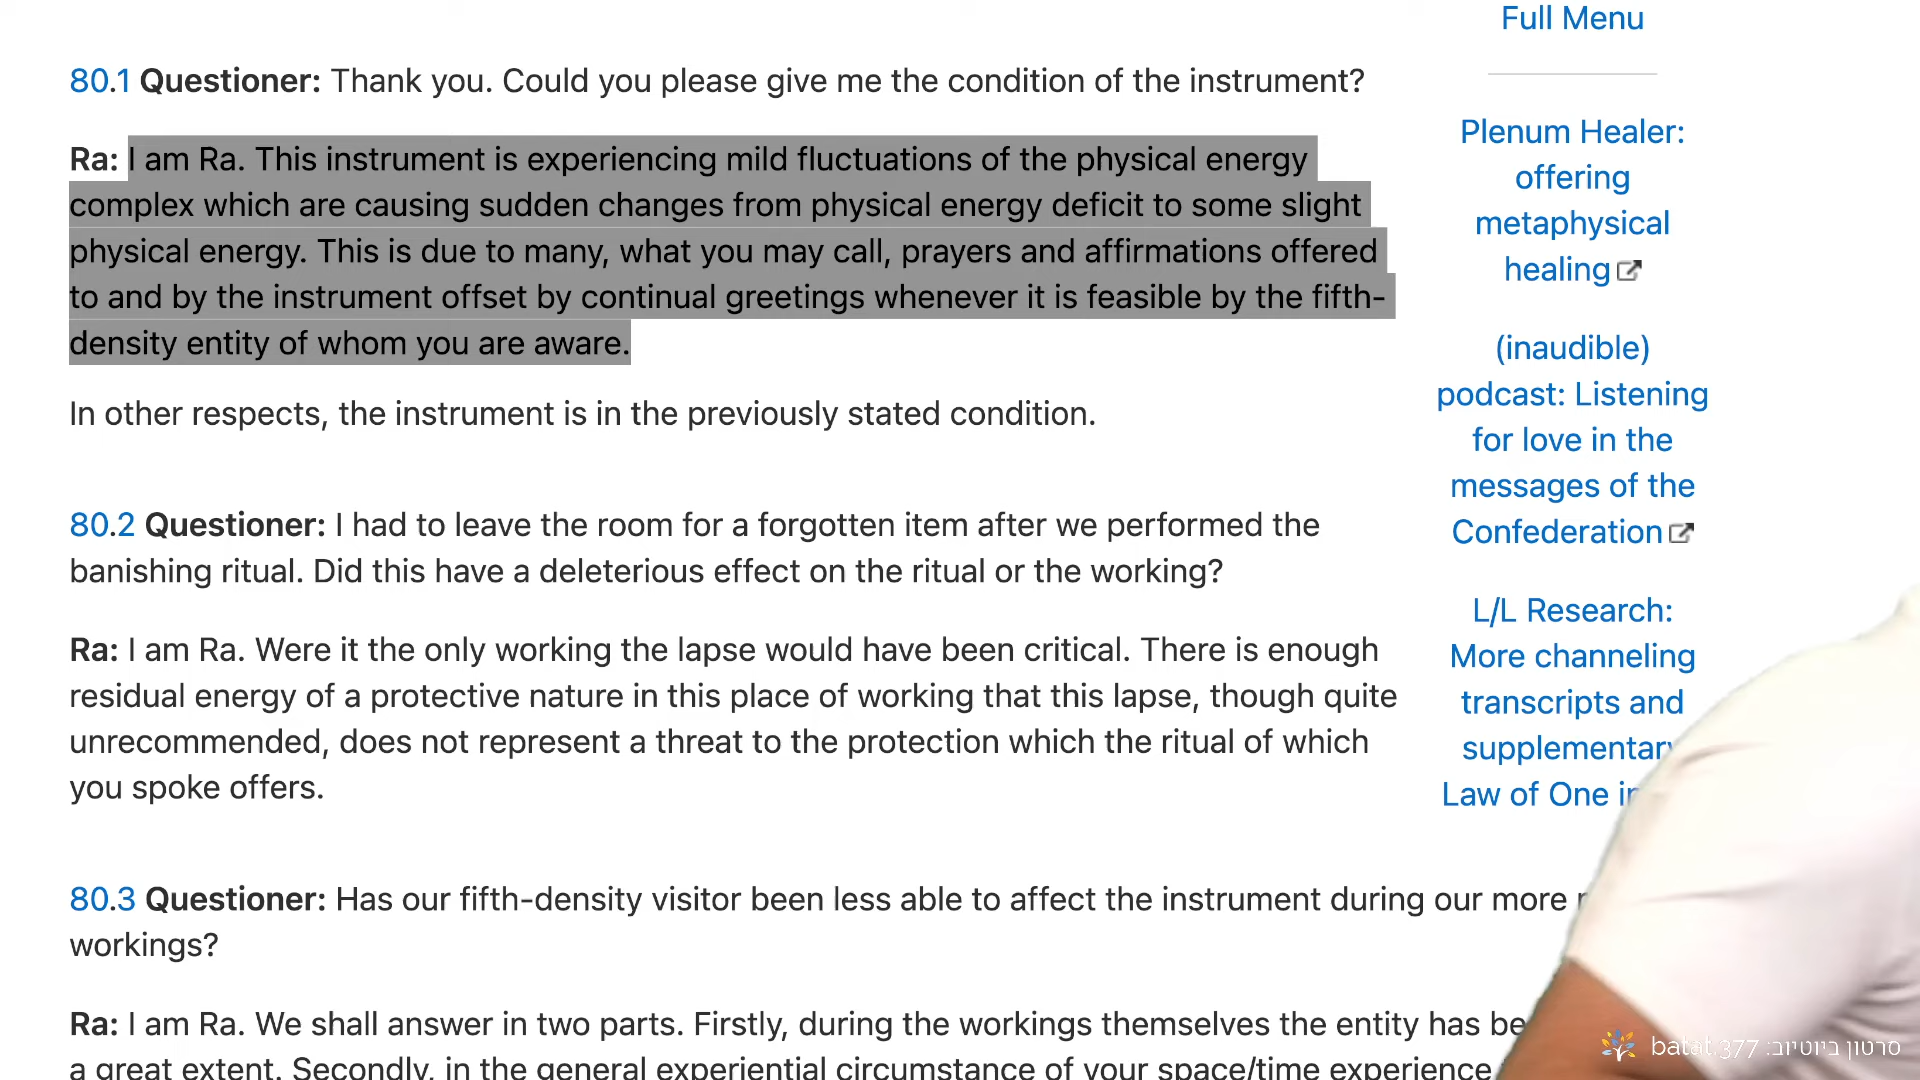 80.1 Questioner: Thank you. Could you please give me the condition of the instrument?
Ra: I am Ra. This instrument is experiencing mild fluctuations of the physical energy
complex which are causing sudden changes from physical energy deficit to some slight
physical energy. This is due to many, what you may call, prayers and affirmations offered
to and by the instrument offset by continual greetings whenever it is feasible by the fifth-
density entity of whom you are aware.
In other respects, the instrument is in the previously stated condition.
80.2 Questioner: I had to leave the room for a forgotten item after we performed the
banishing ritual. Did this have a deleterious effect on the ritual or the working?
Ra: I am Ra. Were it the only working the lapse would have been critical. There is enough
residual energy of a protective nature in this place of working that this lapse, though quite
unrecommended, does not represent a threat to the protection which the ritual of which
you spoke offers.
80.3 Questioner: Has our fifth-density visitor been less able to affect the instrument during our more
workings?
Ra: I am Ra. We shall answer in two parts. Firstly, during the workings themselves the entity has
a great extent. Secondly, in the general experiential circumstance of your space/time experience
Full Menu
Plenum Healer:
offering
metaphysical
healing
(inaudible)
podcast: Listening
for love in the
messages of the
Confederation
L/L Research:
More channeling
transcripts and
supplementary
Law of One
סרטון ביוטיוב: